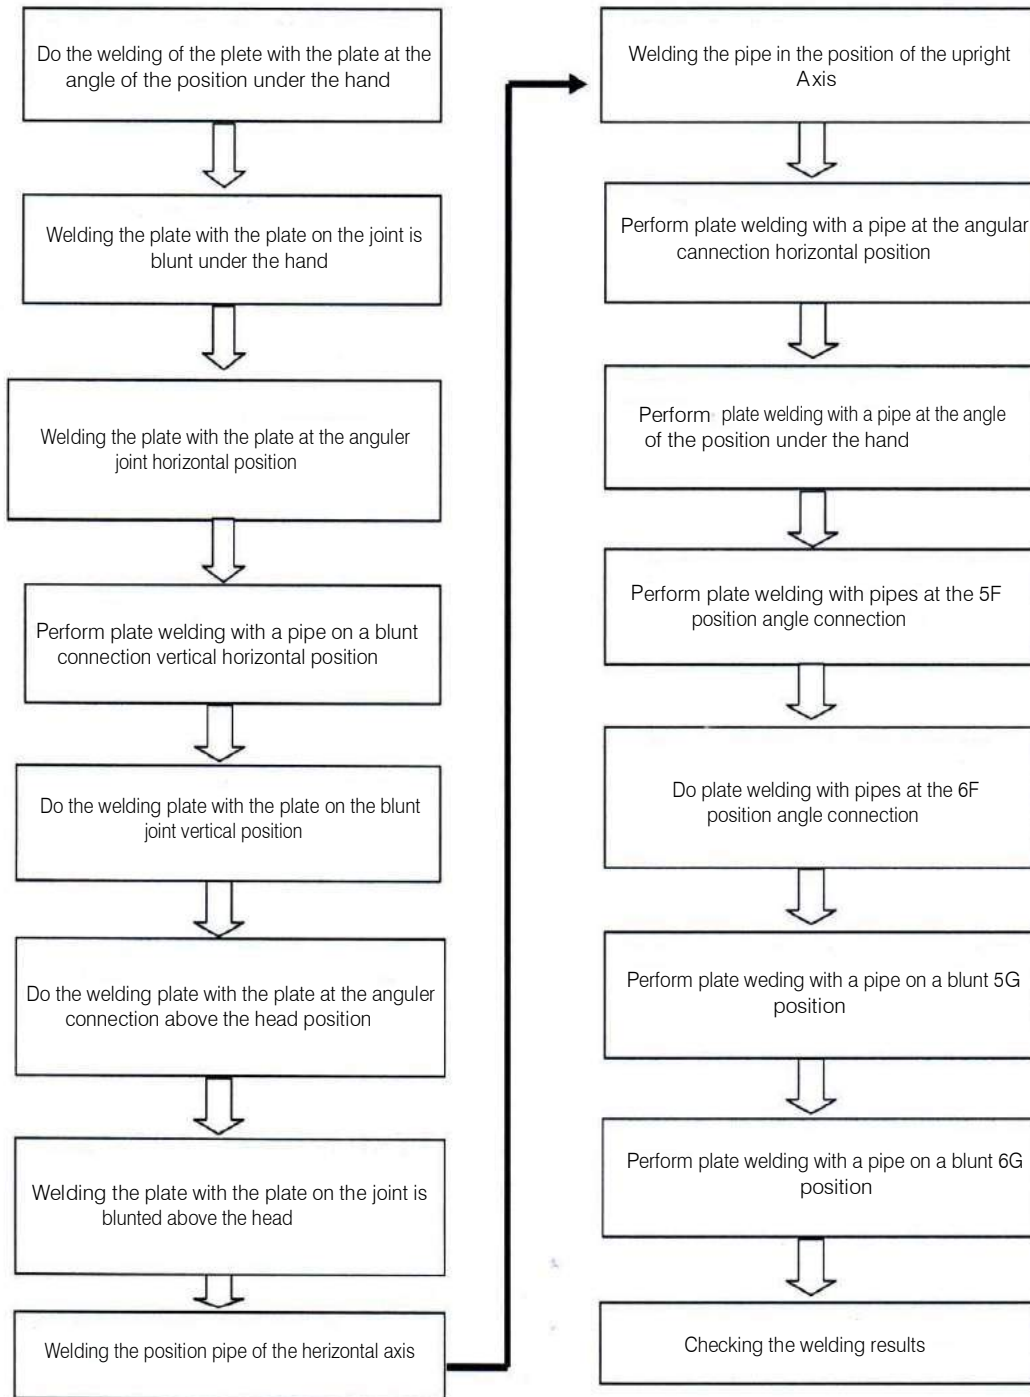 Do the welding of the plete with the plate at the
angle of the position under the hand
Welding the plate with the plate on the joint is
blunt under the hand
Welding the plate with the plate at the anguler
joint horizontal position
Perform plate welding with a pipe on a blunt
connection vertical horizontal position
Do the welding plate with the plate on the blunt
joint vertical position
Do the welding plate with the plate at the anguler
connection above the head position
Welding the plate with the plate on the joint is
blunted above the head
Welding the position pipe of the herizontal axis
Welding the pipe in the position of the upright
Axis
Perform plate welding with a pipe at the angular
cannection horizontal position
Perform plate welding with a pipe at the angle
of the position under the hand
Perform plate welding with pipes at the 5F
position angle connection
Do plate welding with pipes at the 6F
position angle connection
Perform plate weding with a pipe on a blunt 5G
position
Perform plate welding with a pipe on a blunt 6G
position
Checking the welding results